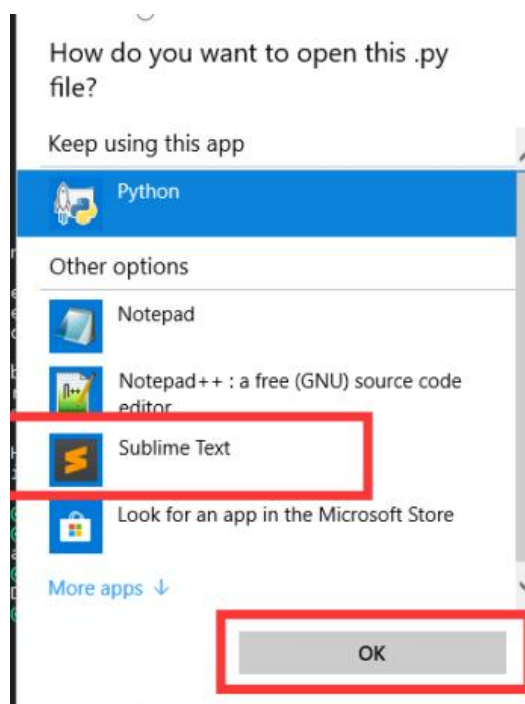 How do you want to open this .py
file?
Keep using this app
Python
Other options
Notepad
Notepad++ : a free (GNU) source code
editor
Sublime Text
Look for an app in the Microsoft Store
More apps ↓
OK